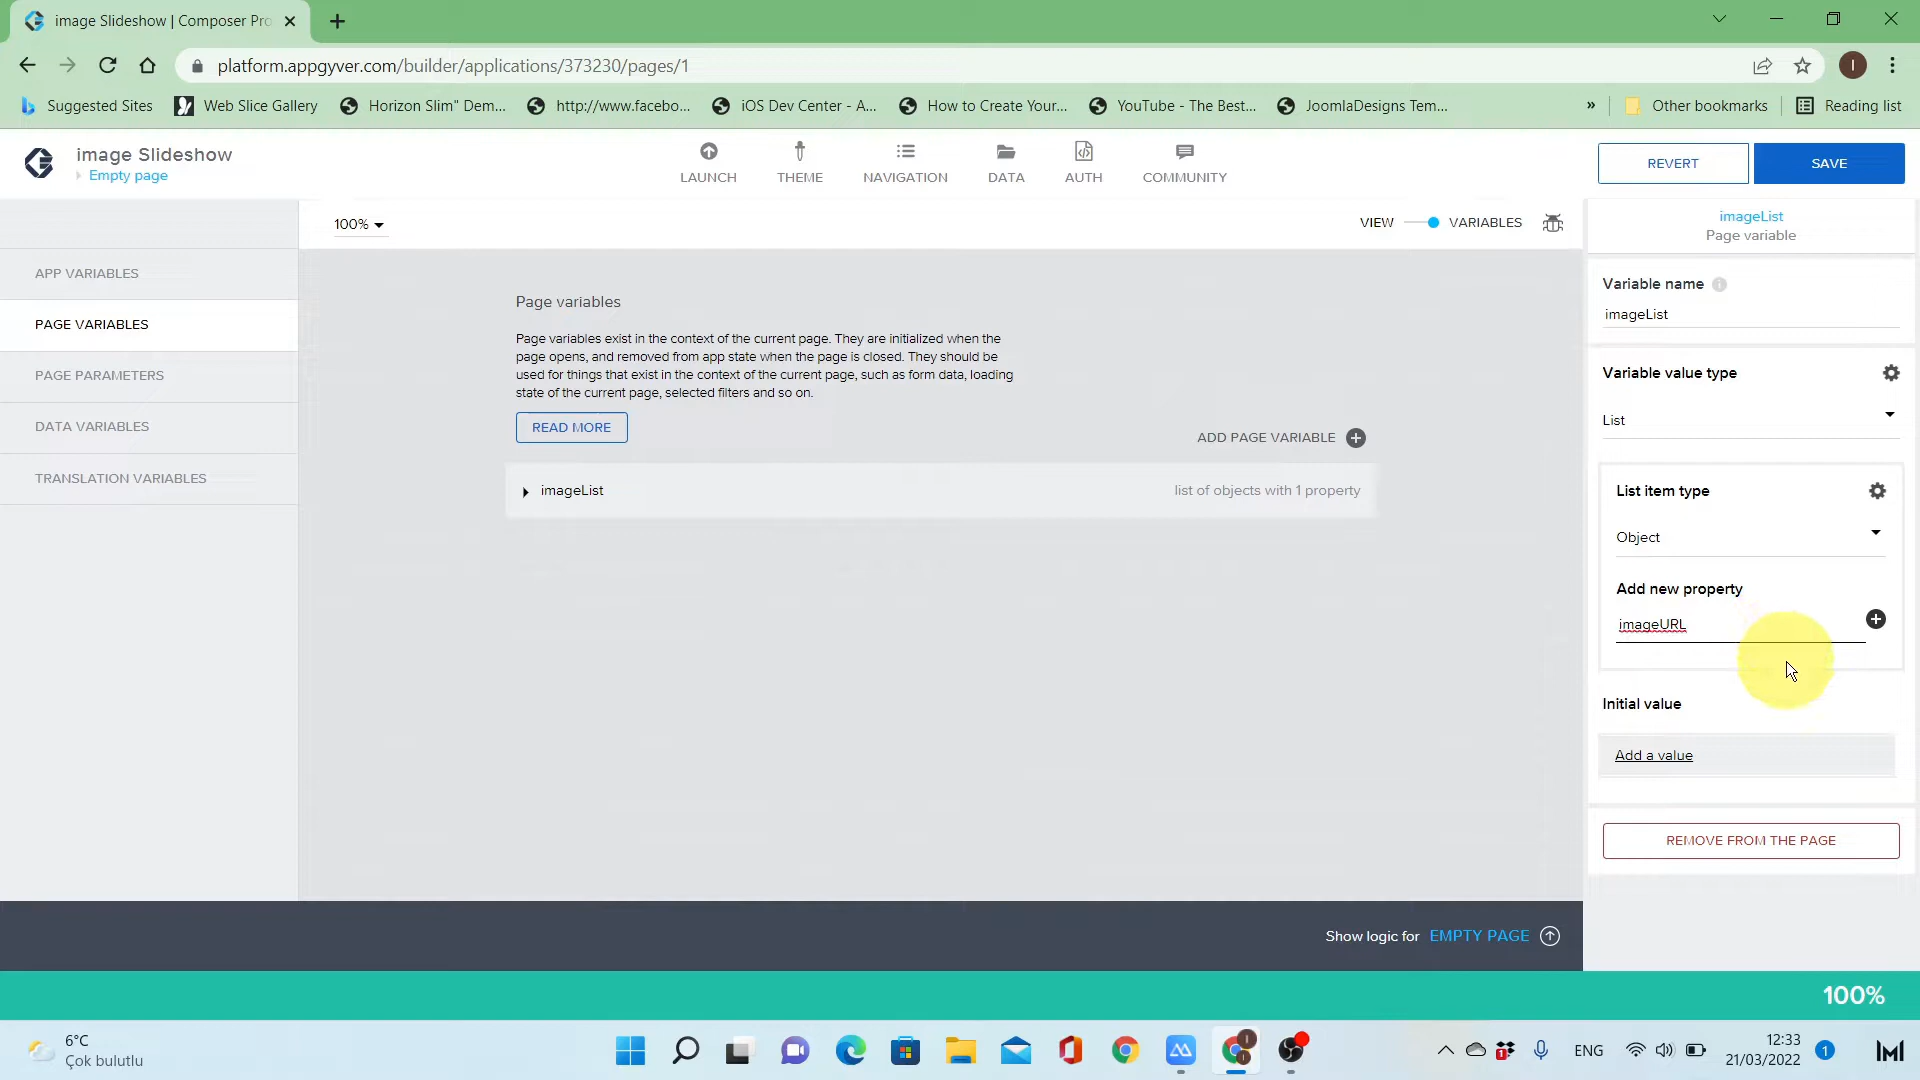 image Slideshow | Composer Pro
platform.appgyver.com/builder/applications/373230/pages/1
I
Suggested Sites
Web Slice Gallery
Horizon Slim" Dem...
http://www.facebo...
iOS Dev Center - A...
How to Create Your...
YouTube - The Best...
JoomlaDesigns Tem...
»
Other bookmarks
Reading list
image Slideshow
Empty page
LAUNCH
THEME
NAVIGATION
DATA
AUTH
COMMUNITY
REVERT
SAVE
100%
VIEW
VARIABLES
APP VARIABLES
PAGE VARIABLES
PAGE PARAMETERS
DATA VARIABLES
TRANSLATION VARIABLES
Page variables
Page variables exist in the context of the current page. They are initialized when the
page opens, and removed from app state when the page is closed. They should be
used for things that exist in the context of the current page, such as form data, loading
state of the current page, selected filters and so on.
READ MORE
ADD PAGE VARIABLE
imageList
list of objects with 1 property
imageList
Page variable
Variable name
imageList
Variable value type
List
List item type
Object
Add new property
imageURL
Initial value
Add a value
REMOVE FROM THE PAGE
Show logic for EMPTY PAGE
100%
6°C
Çok bulutlu
1
ENG
12:33
21/03/2022
1